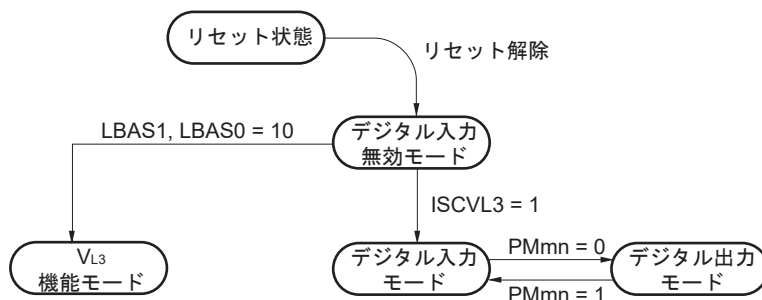 リセット状態
リセット解除
LBAS1, LBAS0 = 10
デジタル入力
無効モード
ISCVL3 = 1
VL3
機能モード
デジタル入力
モード
PMmn = 0
PMmn = 1
デジタル出力
モード